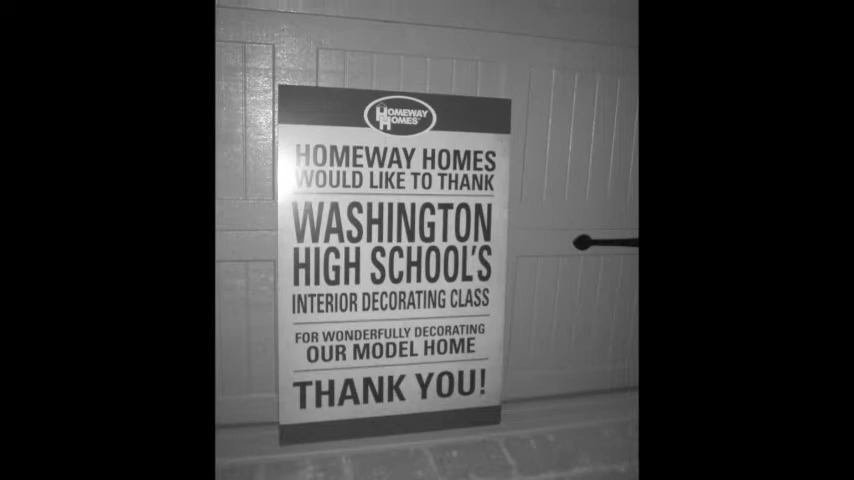 HOMEWAY
HOMES
HOMEWAY HOMES
WOULD LIKE TO THANK
WASHINGTON
HIGH SCHOOL'S
INTERIOR DECORATING CLASS
FOR WONDERFULLY DECORATING
OUR MODEL HOME
THANK YOU!